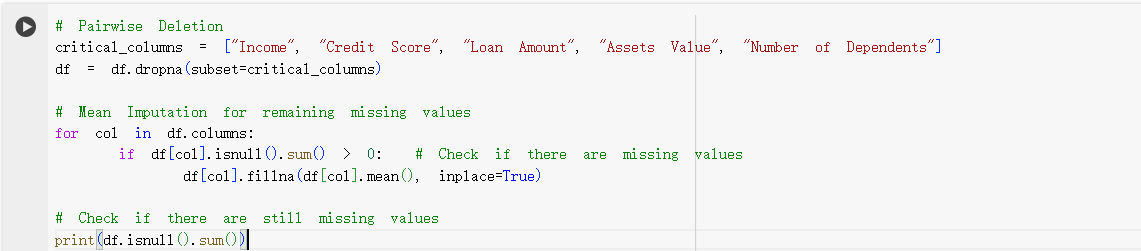 # Pairwise Deletion
critical_columns = ["Income", "Credit Score", "Loan Amount", "Assets Value", "Number of Dependents"]
df = df.dropna(subset=critical_columns)
# Mean Imputation for remaining missing values
for col in df.columns:
if df[col].isnull().sum() > 0: # Check if there are missing values
df[col].fillna(df[col].mean(), inplace=True)
# Check if there are still missing values
print(df.isnull().sum())